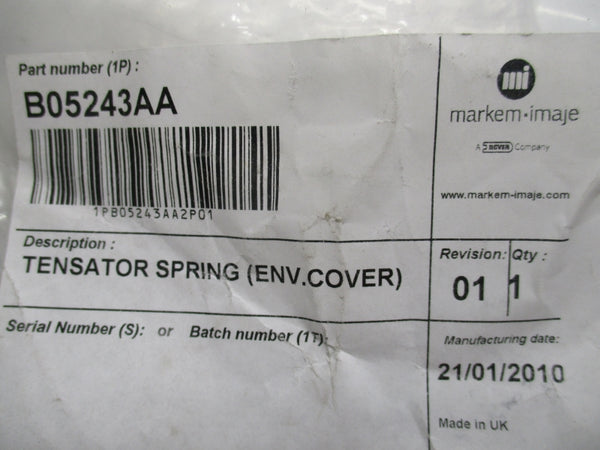 Part number (1P) :
B05243AA
1PB05243AA2P01
Description :
TENSATOR SPRING (ENV.COVER)
Serial Number (S): or Batch number (1T):
mi
markem·imaje
A DOVER Company
www.markem-imaje.com
Revision: Qty :
01 1
Manufacturing date:
21/01/2010
Made in UK